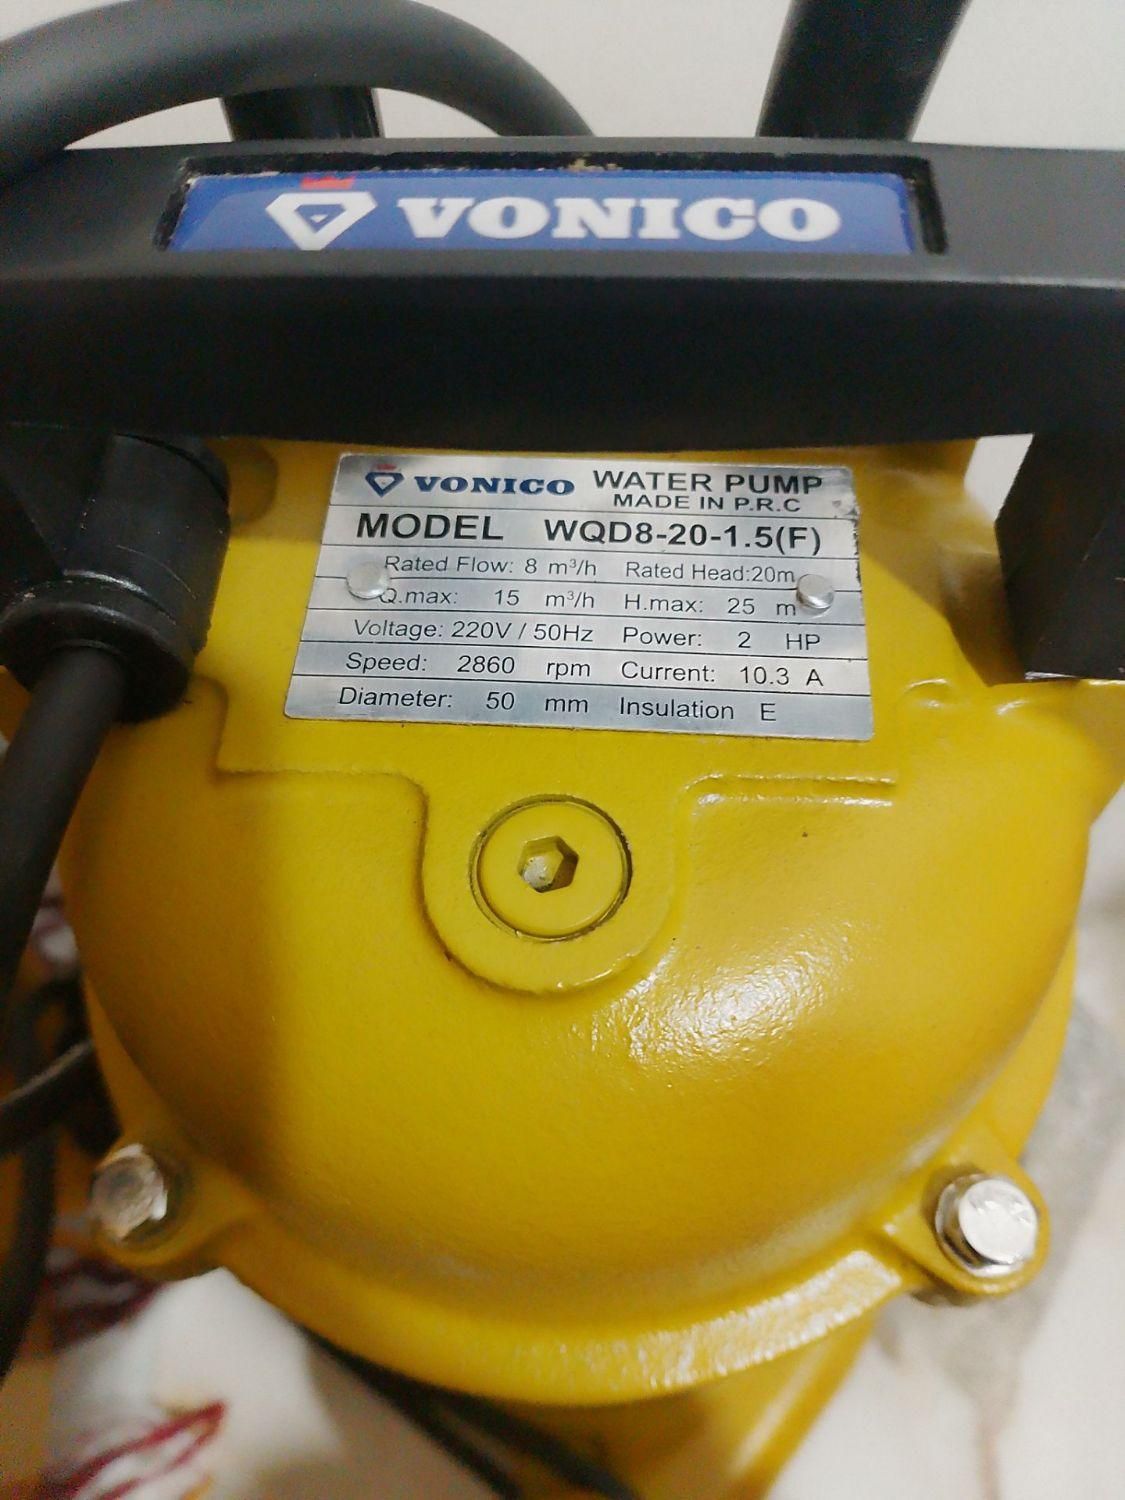 VONICO
VONICO WATER PUMP
MADE IN P.R.C
MODEL WQD8-20-1.5(F)
Rated Flow: 8 m³/h Rated Head:20m
Q.max: 15 m³/h H.max: 25 m
Voltage: 220V / 50Hz Power: 2 HP
Speed: 2860 rpm Current: 10.3 A
Diameter: 50 mm Insulation E